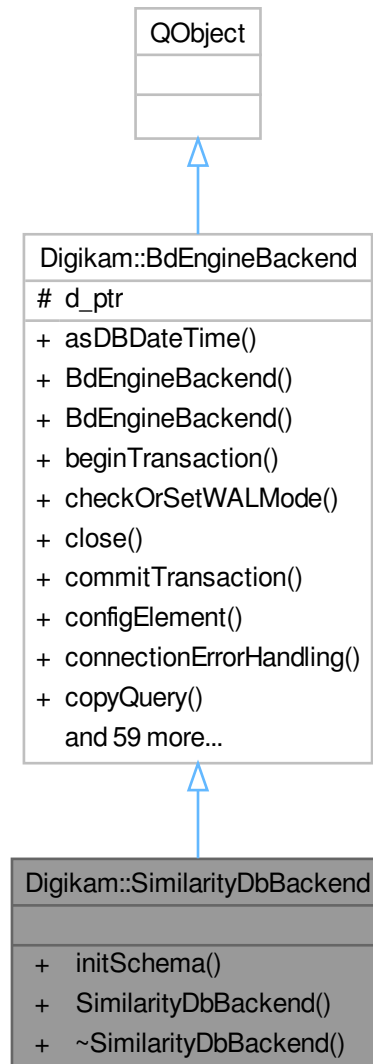 QObject
Digikam::BdEngineBackend
# d_ptr
+ asDBDateTime()
+ BdEngineBackend()
+ BdEngineBackend()
+ beginTransaction()
+ checkOrSetWALMode()
+ close()
+ commitTransaction()
+ configElement()
+ connectionErrorHandling()
+ copyQuery()
and 59 more...
Digikam::SimilarityDbBackend
+ initSchema()
+ SimilarityDbBackend()
+ ~SimilarityDbBackend()